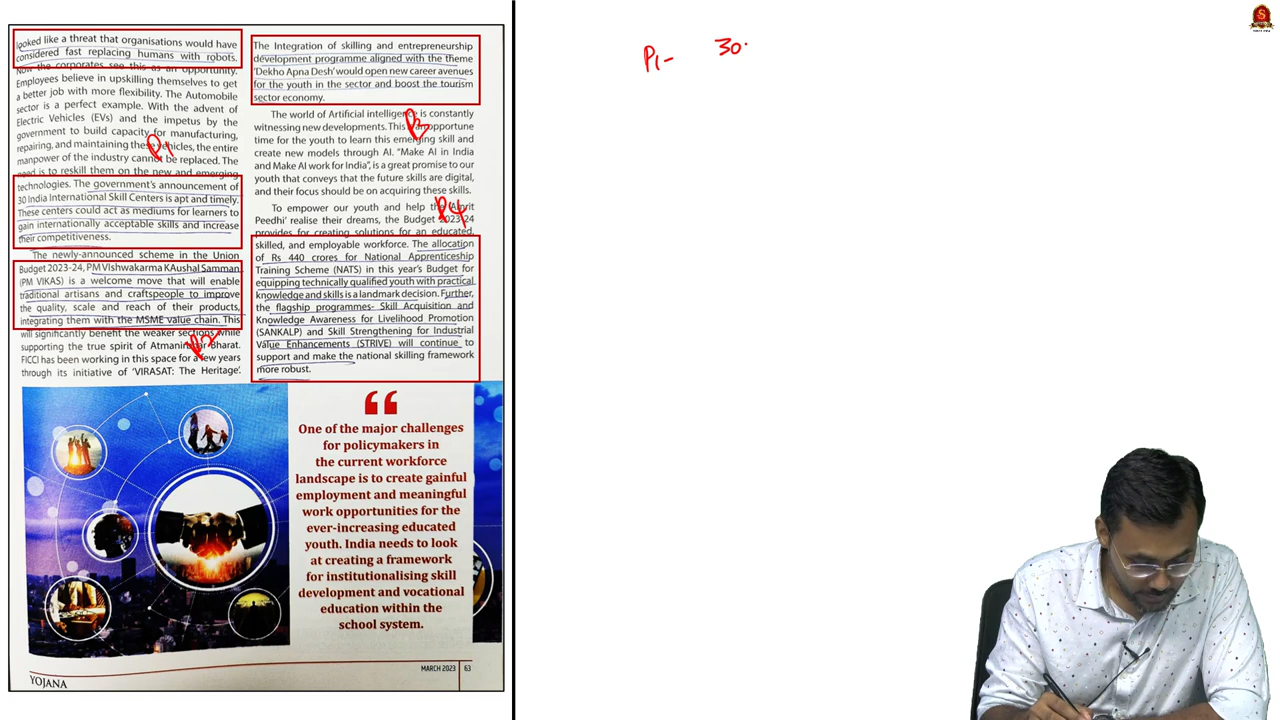 looked like a threat that organisations would have
considered fast replacing humans with robots.
Now the corporates see this as an opportunity.
Employees believe in upskilling themselves to get
a better job with more flexibility. The Automobile
sector is a perfect example. With the advent of
Electric Vehicles (EVs) and the impetus by the
government to build capacity for manufacturing,
repairing, and maintaining these vehicles, the entire
manpower of the industry cannot be replaced. The
need is to reskill them on the new and emerging
technologies. The government's announcement of
30 India International Skill Centers is apt and timely.
These centers could act as mediums for learners to
gain internationally acceptable skills and increase
their competitiveness.
P1
The newly-announced scheme in the Union
Budget 2023-24, PM VIshwakarma KAushal Samman
(PM VIKAS) is a welcome move that will enable
traditional artisans and craftspeople to improve
the quality, scale and reach of their products,
integrating them with the MSME value chain. This
will significantly benefit the weaker sections while
supporting the true spirit of Atmanirbhar Bharat.
FICCI has been working in this space for a few years
through its initiative of 'VIRASAT: The Heritage'.
P2
The Integration of skilling and entrepreneurship
development programme aligned with the theme
'Dekho Apna Desh' would open new career avenues
for the youth in the sector and boost the tourism
sector economy.
P3
The world of Artificial intelligence is constantly
witnessing new developments. This is an opportune
time for the youth to learn this emerging skill and
create new models through AI. "Make AI in India
and Make AI work for India", is a great promise to our
youth that conveys that the future skills are digital,
and their focus should be on acquiring these skills.
P4
To empower our youth and help the 'Amrit
Peedhi' realise their dreams, the Budget 2023-24
provides for creating solutions for an educated,
skilled, and employable workforce. The allocation
of Rs 440 crores for National Apprenticeship
Training Scheme (NATS) in this year's Budget for
equipping technically qualified youth with practical
knowledge and skills is a landmark decision. Further,
the flagship programmes- Skill Acquisition and
Knowledge Awareness for Livelihood Promotion
(SANKALP) and Skill Strengthening for Industrial
Value Enhancements (STRIVE) will continue to
support and make the national skilling framework
more robust.
One of the major challenges
for policymakers in
the current workforce
landscape is to create gainful
employment and meaningful
work opportunities for the
ever-increasing educated
youth. India needs to look
at creating a framework
for institutionalising skill
development and vocational
education within the
school system.
YOJANA
MARCH 2023 63
P1- 30.